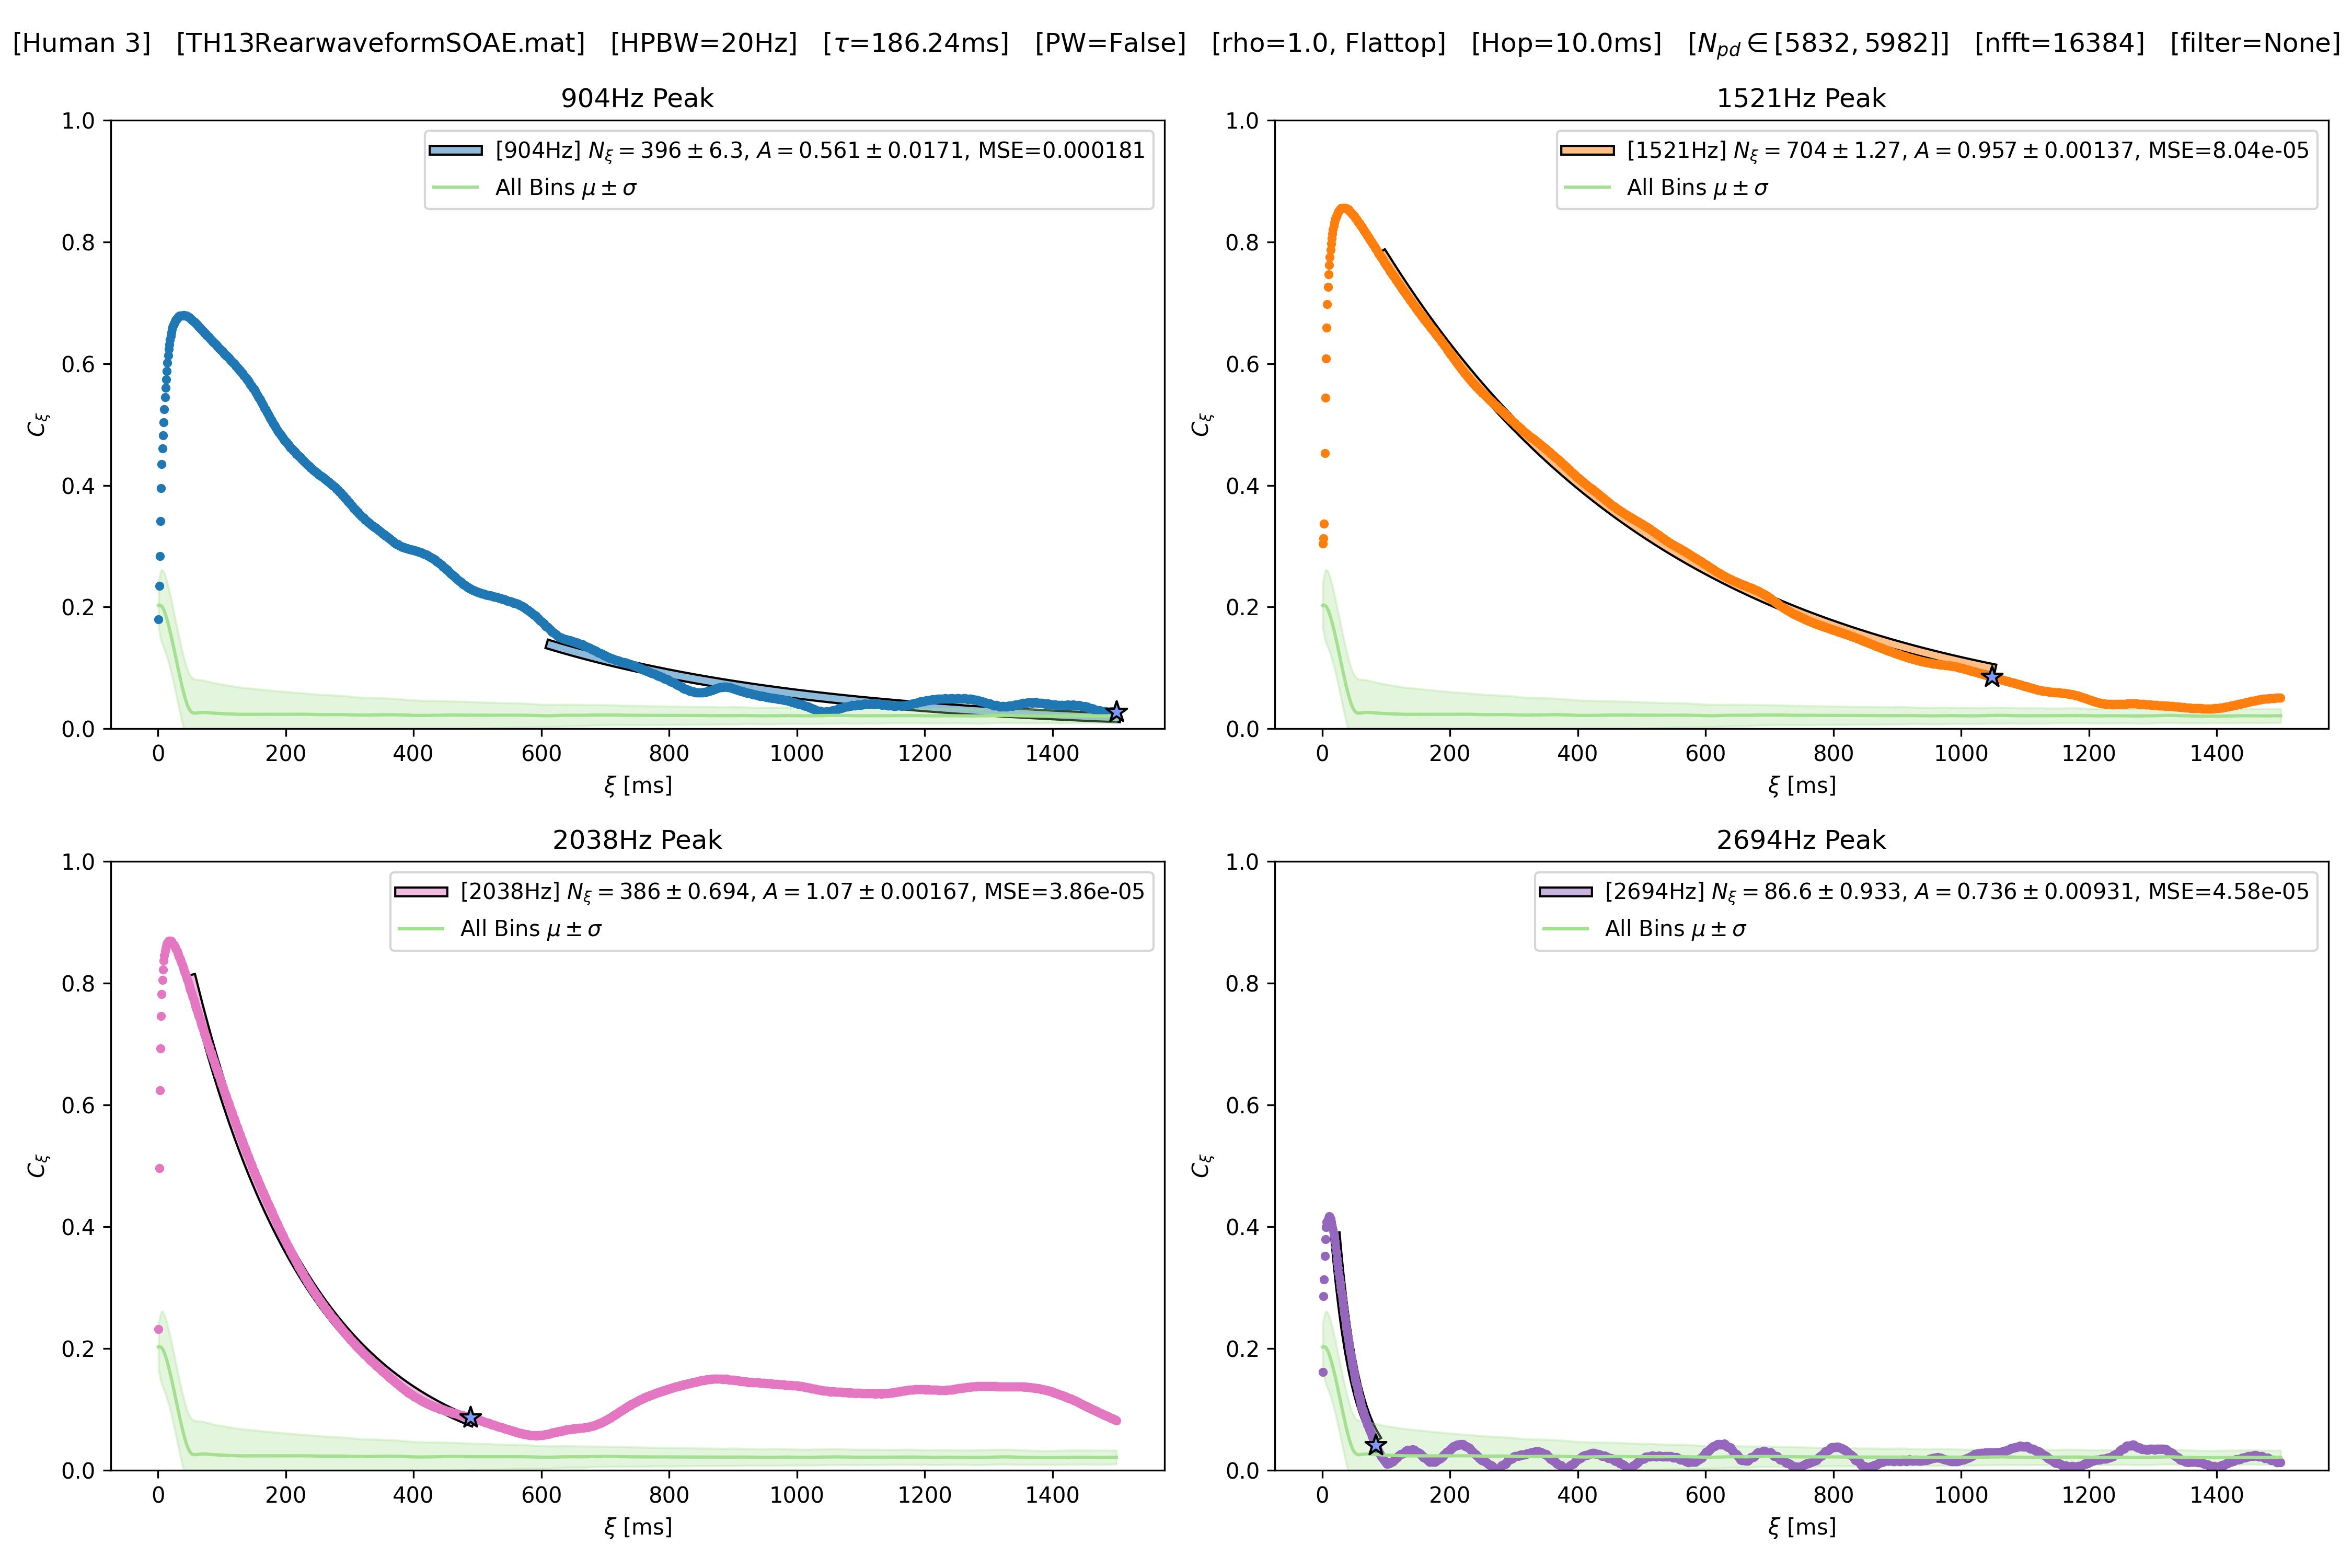 [Human 3] [TH13RearwaveformSOAE.mat] [HPBW=20Hz] [τ=186.24ms] [PW=False] [rho=1.0, Flattop] [Hop=10.0ms] [N_pd ∈ [5832, 5982]] [nfft=16384] [filter=None]
904Hz Peak
[904Hz] N_ξ = 396 ± 6.3, A = 0.561 ± 0.0171, MSE=0.000181
All Bins μ ± σ
1.0
0.8
0.6
0.4
0.2
0.0
C_ξ
0 200 400 600 800 1000 1200 1400
ξ [ms]
1521Hz Peak
[1521Hz] N_ξ = 704 ± 1.27, A = 0.957 ± 0.00137, MSE=8.04e-05
All Bins μ ± σ
1.0
0.8
0.6
0.4
0.2
0.0
C_ξ
0 200 400 600 800 1000 1200 1400
ξ [ms]
2038Hz Peak
[2038Hz] N_ξ = 386 ± 0.694, A = 1.07 ± 0.00167, MSE=3.86e-05
All Bins μ ± σ
1.0
0.8
0.6
0.4
0.2
0.0
C_ξ
0 200 400 600 800 1000 1200 1400
ξ [ms]
2694Hz Peak
[2694Hz] N_ξ = 86.6 ± 0.933, A = 0.736 ± 0.00931, MSE=4.58e-05
All Bins μ ± σ
1.0
0.8
0.6
0.4
0.2
0.0
C_ξ
0 200 400 600 800 1000 1200 1400
ξ [ms]